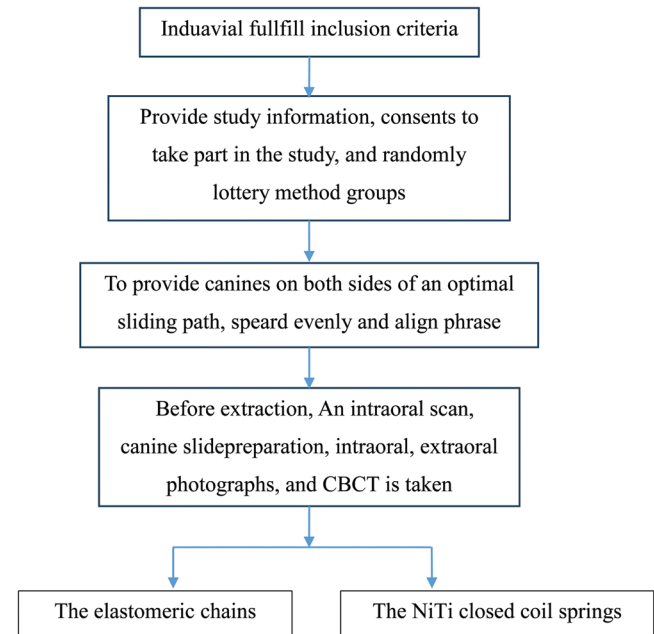 Induavial fullfill inclusion criteria
Provide study information, consents to
take part in the study, and randomly
lottery method groups
To provide canines on both sides of an optimal
sliding path, speard evenly and align phrase
Before extraction, An intraoral scan,
canine slidepreparation, intraoral, extraoral
photographs, and CBCT is taken
The elastomeric chains
The NiTi closed coil springs